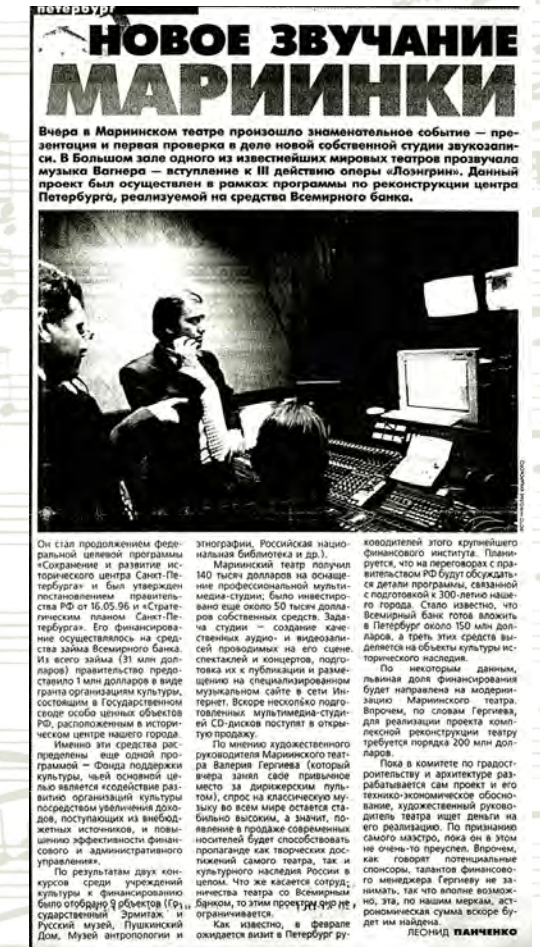 петербург
НОВОЕ ЗВУЧАНИЕ
МАРИИНКИ
Вчера в Мариинском театре произошло знаменательное событие — пре-
зентация и первая проверка в деле новой собственной студии звукозапи-
си. В Большом зале одного из известнейших мировых театров прозвучала
музыка Вагнера — вступление к III действию оперы «Лоэнгрин». Данный
проект был осуществлен в рамках программы по реконструкции центра
Петербурга, реализуемой на средства Всемирного банка.
Он стал продолжением феде-
ральной целевой программы
«Сохранение и развитие ис-
торического центра Санкт-Пе-
тербурга» и был утвержден
постановлением правитель-
ства РФ от 16.05.96 и «Страте-
гическим планом Санкт-Пе-
тербурга». Его финансирова-
ние осуществлялось на сред-
ства займа Всемирного банка.
Из всего займа (31 млн дол-
ларов) правительство предо-
ставило 1 млн долларов в виде
гранта организациям культуры,
состоящим в Государственном
своде особо ценных объектов
РФ, расположенным в истори-
ческом центре нашего города.
Именно эти средства рас-
пределены еще одной про-
граммой — Фонда поддержки
культуры, чьей основной це-
лью является «содействие раз-
витию организаций культуры
посредством увеличения дохо-
дов, поступающих из внебюд-
жетных источников, и повы-
шению эффективности финан-
сового и административного
управления».
По результатам двух кон-
курсов среди учреждений
культуры к финансированию
было отобрано 9 объектов (Го-
сударственный Эрмитаж и
Русский музей, Пушкинский
Дом, Музей антропологии и
этнографии, Российская нацио-
нальная библиотека и др.).
Мариинский театр получил
140 тысяч долларов на оснаще-
ние профессиональной мульти-
медиа-студии; было инвестиро-
вано еще около 50 тысяч долла-
ров собственных средств. Зада-
ча студии — создание каче-
ственных аудио- и видеозапи-
сей проводимых на его сцене
спектаклей и концертов, подго-
товка их к публикации и разме-
щению на специализированном
музыкальном сайте в сети Ин-
тернет. Вскоре несколько подго-
товленных мультимедиа-студи-
ей CD-дисков поступят в откры-
тую продажу.
По мнению художественного
руководителя Мариинского теат-
ра Валерия Гергиева (который
вчера занял свое привычное
место за дирижерским пуль-
том), спрос на классическую му-
зыку во всем мире остается ста-
бильно высоким, а значит, по-
явление в продаже современных
носителей будет способствовать
пропаганде как творческих дос-
тижений самого театра, так и
культурного наследия России в
целом. Что же касается сотруд-
ничества театра со Всемирным
банком, то этим проектом оно не
ограничивается.
Как известно, в феврале
ожидается визит в Петербург ру-
ководителей этого крупнейшего
финансового института. Плани-
руется, что на переговорах с пра-
вительством РФ будут обсуждать-
ся детали программы, связанной
с подготовкой к 300-летию наше-
го города. Стало известно, что
Всемирный банк готов вложить
в Петербург около 150 млн дол-
ларов, а треть этих средств вы-
деляется на объекты культуры ис-
торического наследия.
По некоторым данным,
львиная доля финансирования
будет направлена на модерни-
зацию Мариинского театра.
Впрочем, по словам Гергиева,
для реализации проекта комп-
лексной реконструкции театру
требуется порядка 200 млн дол-
ларов.
Пока в комитете по градост-
роительству и архитектуре раз-
рабатывается сам проект и его
технико-экономическое обосно-
вание, художественный руково-
дитель театра ищет деньги на
его реализацию. По признанию
самого маэстро, пока он в этом
не очень-то преуспел. Впрочем,
как говорят потенциальные
спонсоры, талантов финансово-
го менеджера Гергиеву не за-
нимать, так что вполне возмож-
но, эта, по нашим меркам, аст-
рономическая сумма вскоре бу-
дет им найдена.
ЛЕОНИД ПАНЧЕНКО